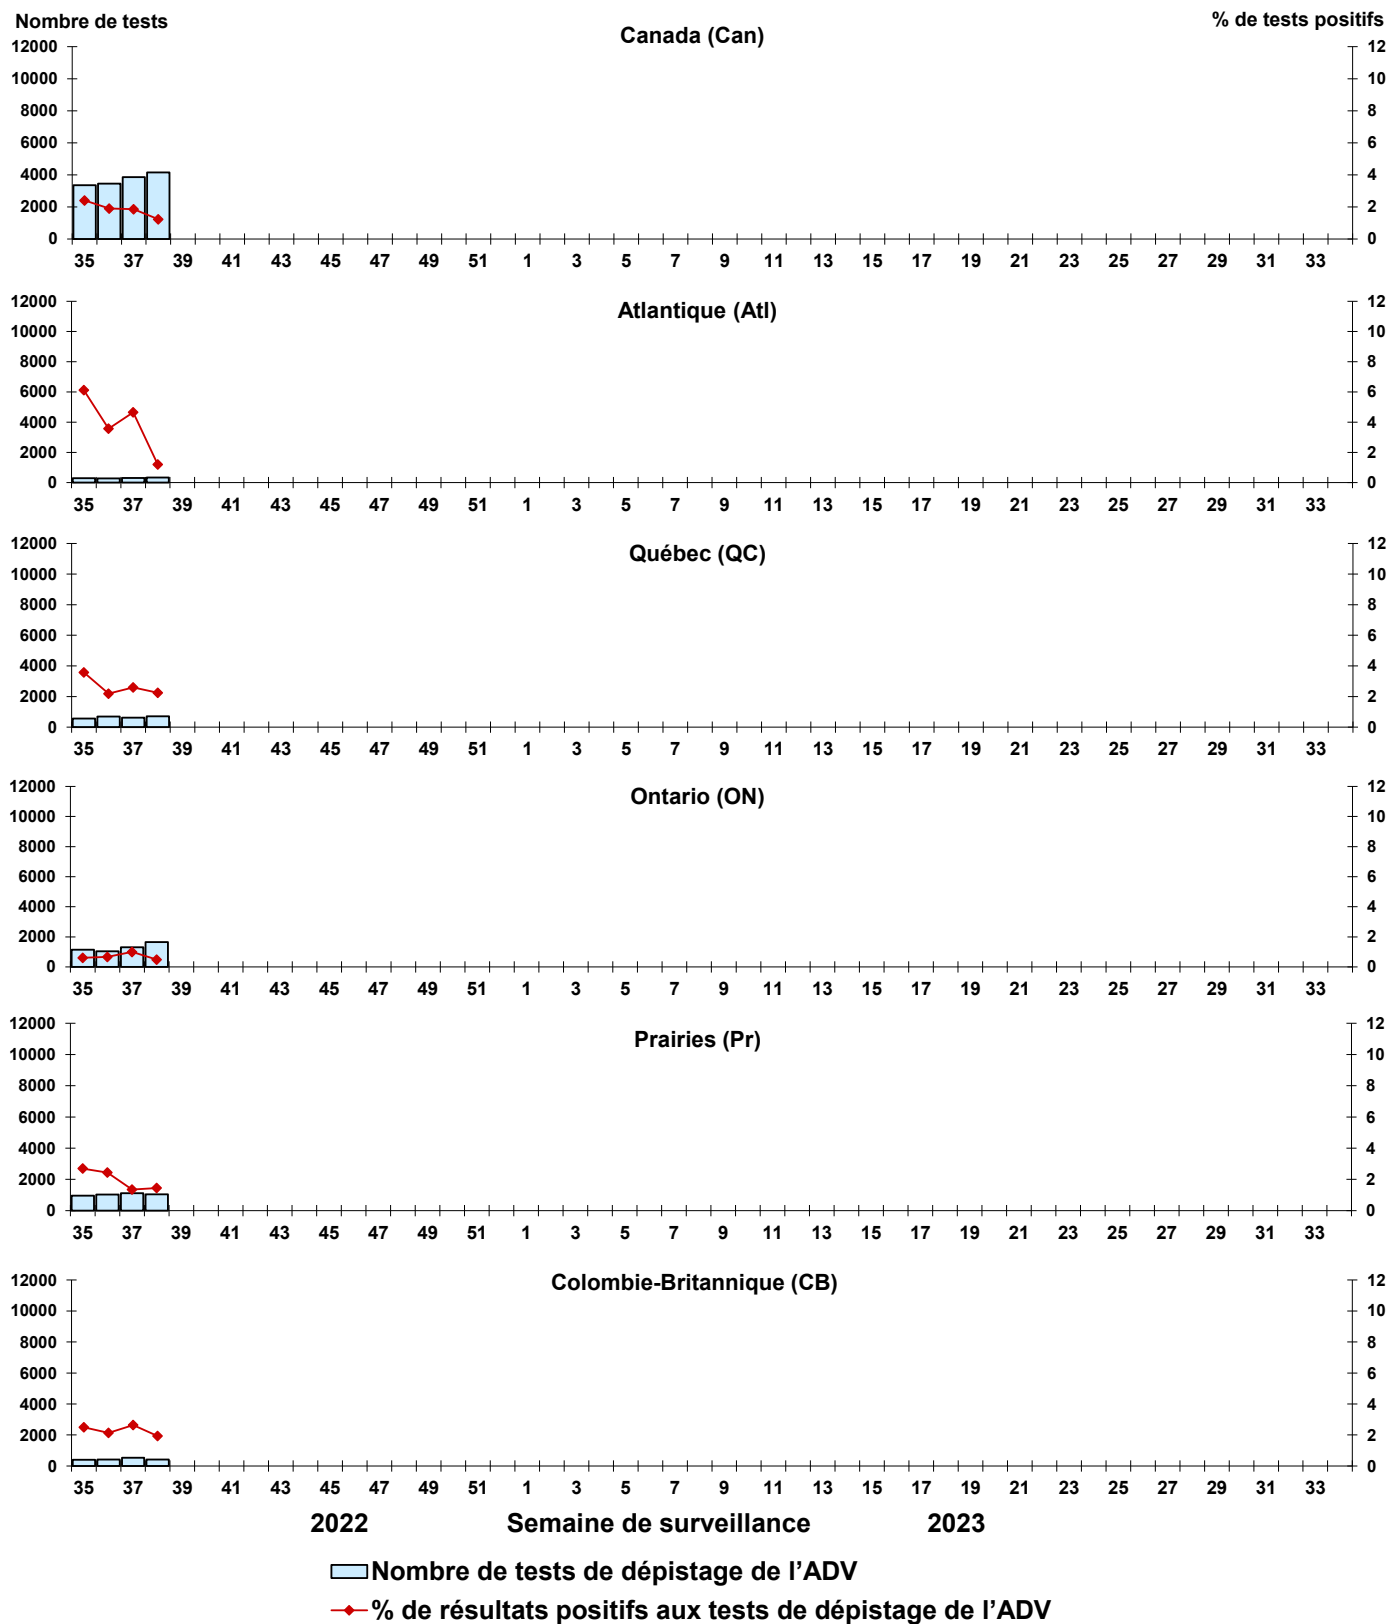 Nombre de tests % de tests positifs
Canada (Can)
12000 12
10000 10
8000 8
6000 6
4000 4
2000 2
0 0
35 37 39 41 43 45 47 49 51 1 3 5 7 9 11 13 15 17 19 21 23 25 27 29 31 33
Atlantique (Atl)
12000 12
10000 10
8000 8
6000 6
4000 4
2000 2
0 0
35 37 39 41 43 45 47 49 51 1 3 5 7 9 11 13 15 17 19 21 23 25 27 29 31 33
Québec (QC)
12000 12
10000 10
8000 8
6000 6
4000 4
2000 2
0 0
35 37 39 41 43 45 47 49 51 1 3 5 7 9 11 13 15 17 19 21 23 25 27 29 31 33
Ontario (ON)
12000 12
10000 10
8000 8
6000 6
4000 4
2000 2
0 0
35 37 39 41 43 45 47 49 51 1 3 5 7 9 11 13 15 17 19 21 23 25 27 29 31 33
Prairies (Pr)
12000 12
10000 10
8000 8
6000 6
4000 4
2000 2
0 0
35 37 39 41 43 45 47 49 51 1 3 5 7 9 11 13 15 17 19 21 23 25 27 29 31 33
Colombie-Britannique (CB)
12000 12
10000 10
8000 8
6000 6
4000 4
2000 2
0 0
35 37 39 41 43 45 47 49 51 1 3 5 7 9 11 13 15 17 19 21 23 25 27 29 31 33
2022 Semaine de surveillance 2023
Nombre de tests de dépistage de l’ADV
% de résultats positifs aux tests de dépistage de l’ADV